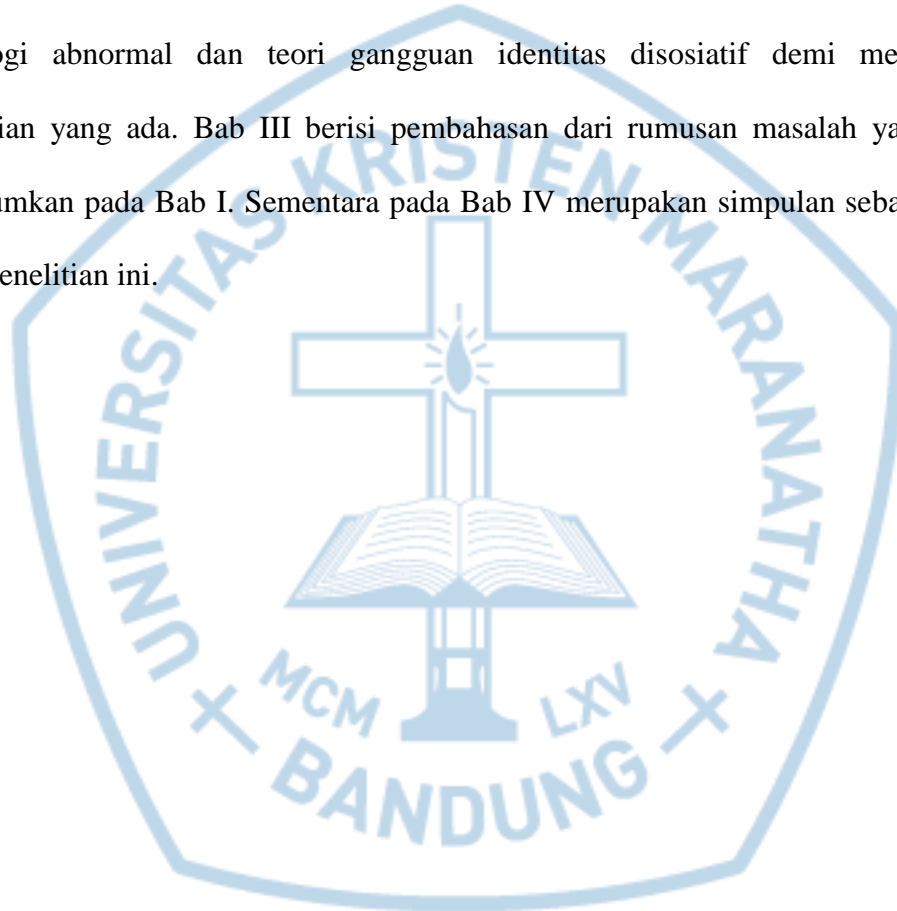 ogi abnormal dan teori gangguan identitas disosiatif demi me
ian yang ada. Bab III berisi pembahasan dari rumusan masalah ya
umkan pada Bab I. Sementara pada Bab IV merupakan simpulan seba
enelitian ini.
UNIVERSITAS KRISTEN MARANATHA
MCM LXV
BANDUNG